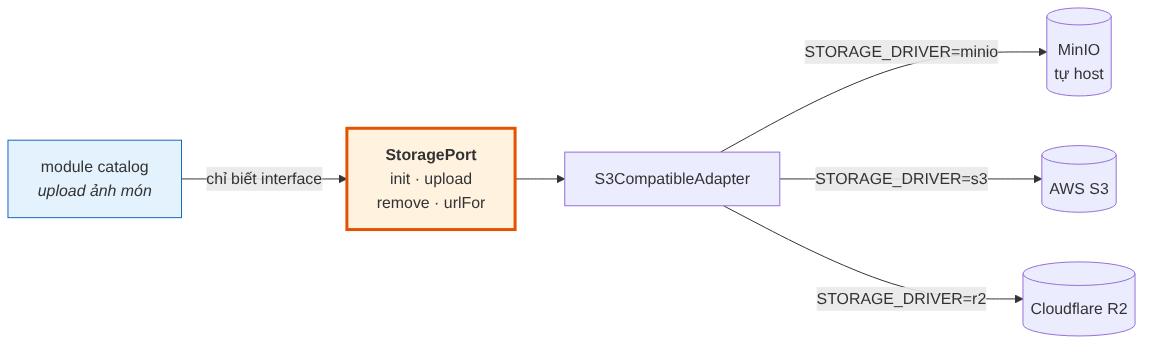 module catalog
upload ảnh món
chỉ biết interface
StoragePort
init · upload
remove · urlFor
S3CompatibleAdapter
STORAGE_DRIVER=minio
MinIO
tự host
STORAGE_DRIVER=s3
AWS S3
STORAGE_DRIVER=r2
Cloudflare R2